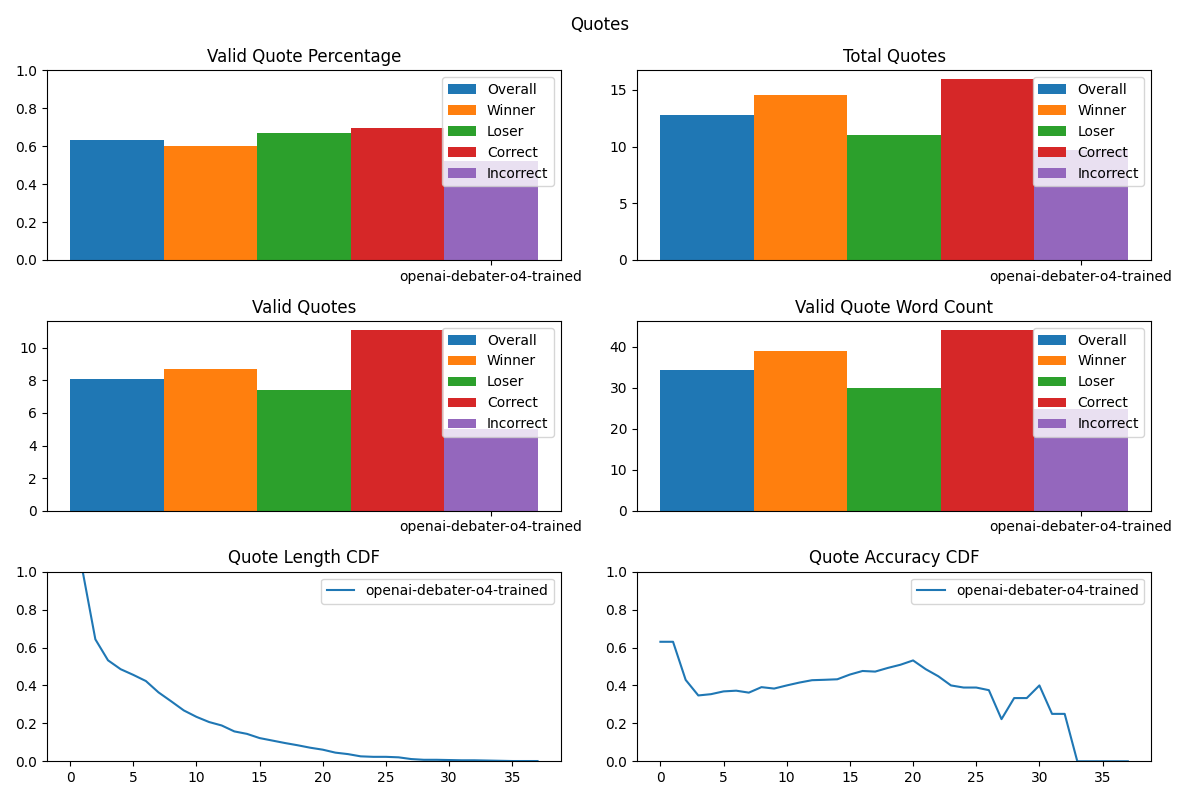 Quotes
Valid Quote Percentage
1.0
0.8
0.6
0.4
0.2
0.0
Overall
Winner
Loser
Correct
Incorrect
openai-debater-o4-trained
Total Quotes
15
10
5
0
Overall
Winner
Loser
Correct
Incorrect
openai-debater-o4-trained
Valid Quotes
10
8
6
4
2
0
Overall
Winner
Loser
Correct
Incorrect
openai-debater-o4-trained
Valid Quote Word Count
40
30
20
10
0
Overall
Winner
Loser
Correct
Incorrect
openai-debater-o4-trained
Quote Length CDF
1.0
0.8
0.6
0.4
0.2
0.0
openai-debater-o4-trained
0 5 10 15 20 25 30 35
Quote Accuracy CDF
1.0
0.8
0.6
0.4
0.2
0.0
openai-debater-o4-trained
0 5 10 15 20 25 30 35